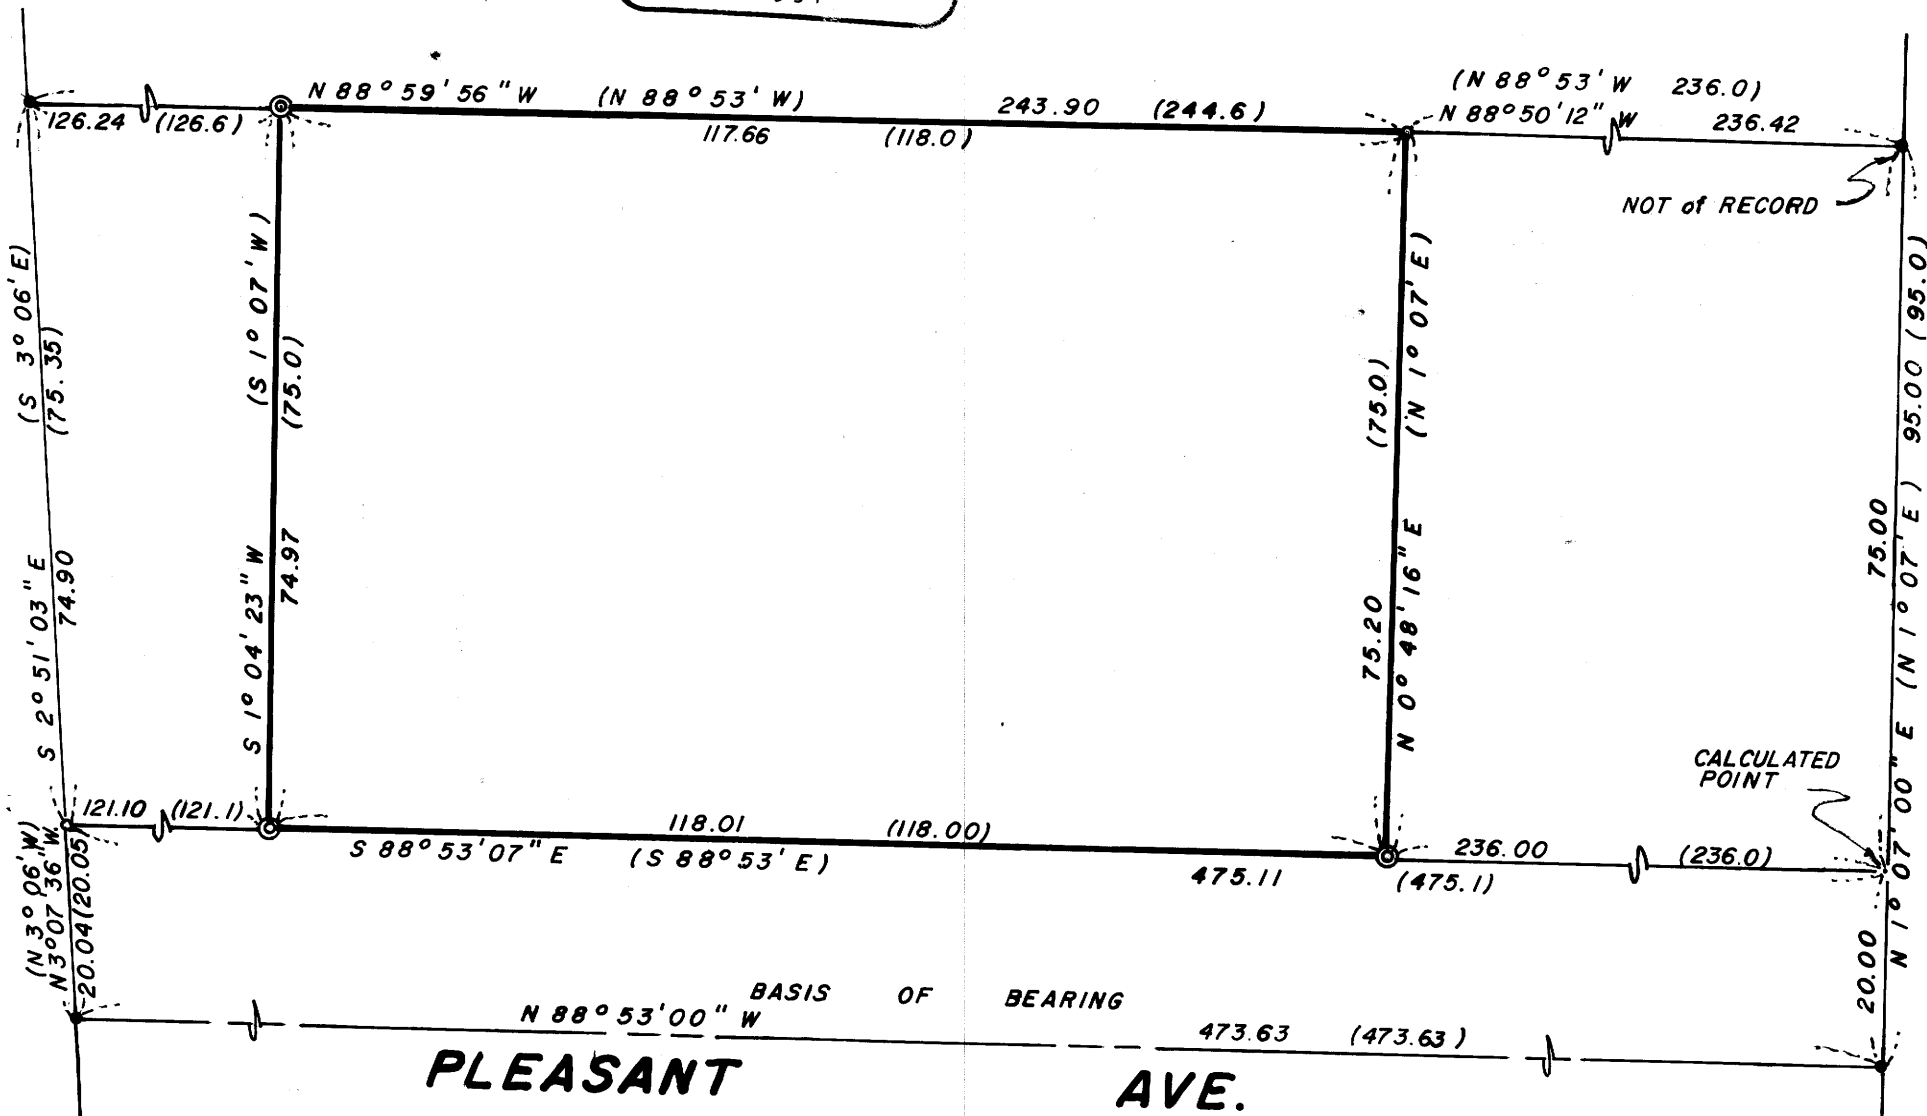 (N 88° 53' W 236.0)
N 88° 59' 56" W (N 88° 53' W) 243.90 (244.6) N 88° 50' 12" W 236.42
126.24 (126.6) 117.66 (118.0)
NOT of RECORD
(S 3° 06' E)
(75.35)
S 2° 51' 03" E
74.90
(S 1° 07' W)
(75.0)
S 1° 04' 23" W
74.97
(75.0)
(N 1° 07' E)
75.20
N 0° 48' 16" E
95.00 (95.0)
75.00
N 1° 07' 00" E (N 1° 07' E)
CALCULATED
POINT
121.10 (121.1) 118.01 (118.00) 236.00 (236.0)
S 88° 53' 07" E (S 88° 53' E) 475.11 (475.1)
(N 3° 06' W)
N 3° 07' 36" W
20.04 (20.05)
20.00
BASIS OF BEARING
N 88° 53' 00" W 473.63 (473.63)
PLEASANT AVE.